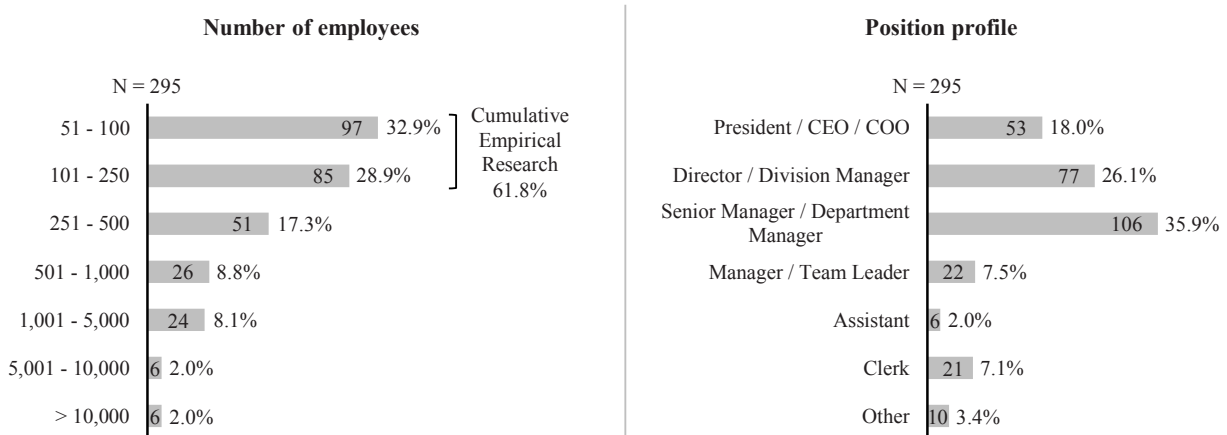 Number of employees
N = 295
51 - 100 97 32.9%
101 - 250 85 28.9%
251 - 500 51 17.3%
501 - 1,000 26 8.8%
1,001 - 5,000 24 8.1%
5,001 - 10,000 6 2.0%
> 10,000 6 2.0%
Cumulative
Empirical
Research
61.8%
Position profile
N = 295
President / CEO / COO 53 18.0%
Director / Division Manager 77 26.1%
Senior Manager / Department
Manager 106 35.9%
Manager / Team Leader 22 7.5%
Assistant 6 2.0%
Clerk 21 7.1%
Other 10 3.4%